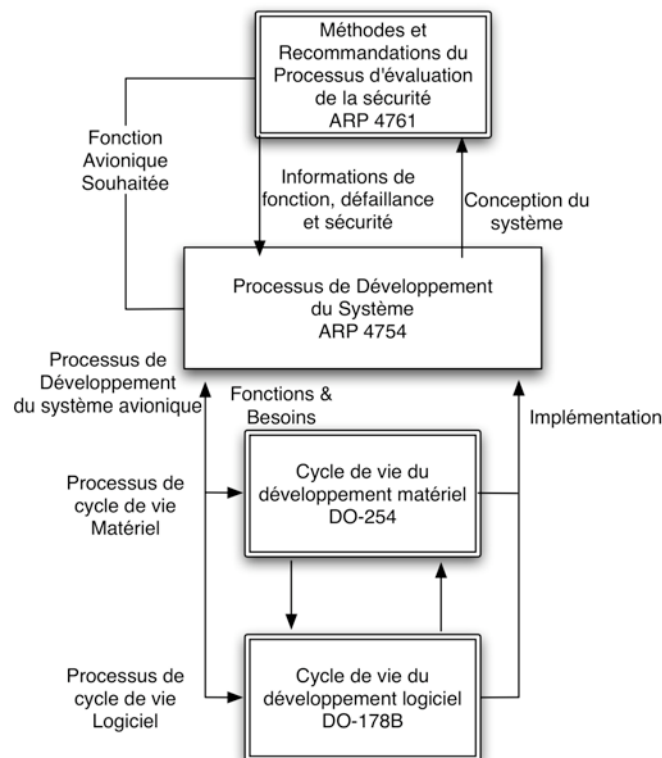 Méthodes et
Recommandations du
Processus d'évaluation
de la sécurité
ARP 4761
Fonction
Avionique
Souhaitée
Informations de
fonction, défaillance
et sécurité
Conception du
système
Processus de Développement
du Système
ARP 4754
Processus de
Développement
du système avionique
Fonctions &
Besoins
Implémentation
Cycle de vie du
développement matériel
DO-254
Processus de
cycle de vie
Matériel
Processus de
cycle de vie
Logiciel
Cycle de vie du
développement logiciel
DO-178B